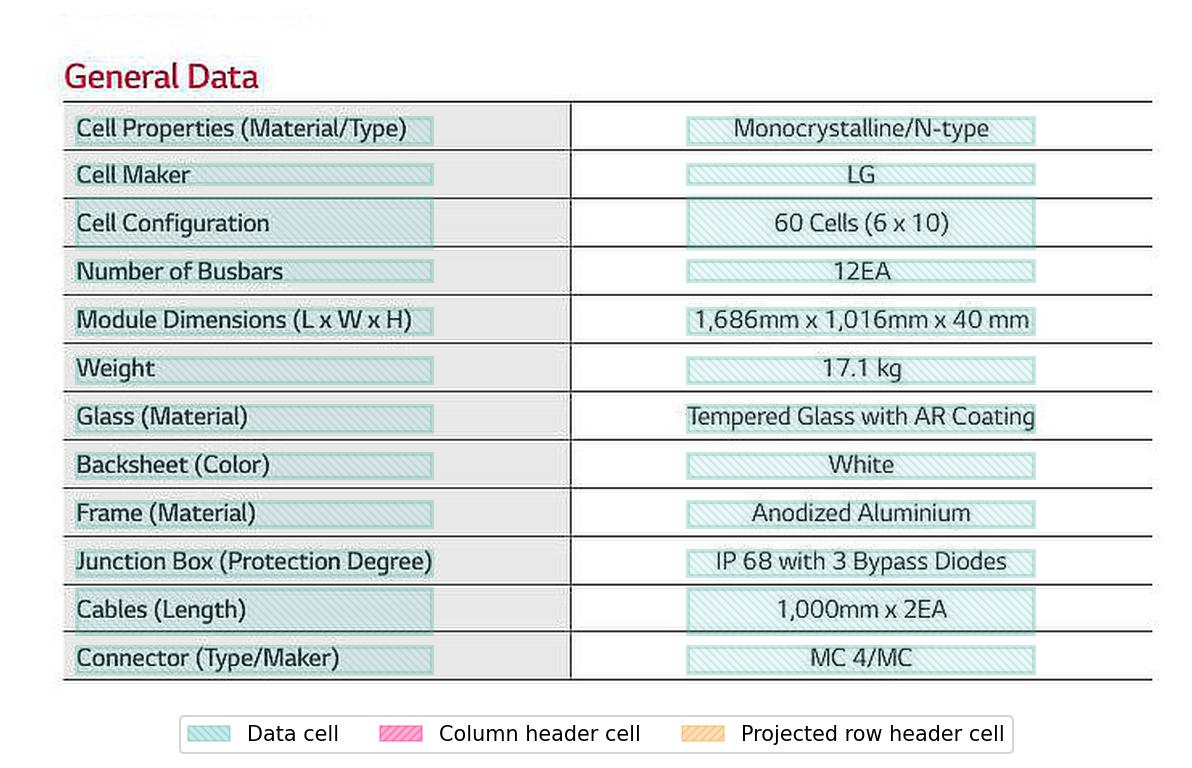 General Data
Cell Properties (Material/Type) Monocrystalline/N-type
Cell Maker LG
Cell Configuration 60 Cells (6 x 10)
Number of Busbars 12EA
Module Dimensions (L x W x H) 1,686mm x 1,016mm x 40 mm
Weight 17.1 kg
Glass (Material) Tempered Glass with AR Coating
Backsheet (Color) White
Frame (Material) Anodized Aluminium
Junction Box (Protection Degree) IP 68 with 3 Bypass Diodes
Cables (Length) 1,000mm x 2EA
Connector (Type/Maker) MC 4/MC
Data cell Column header cell Projected row header cell